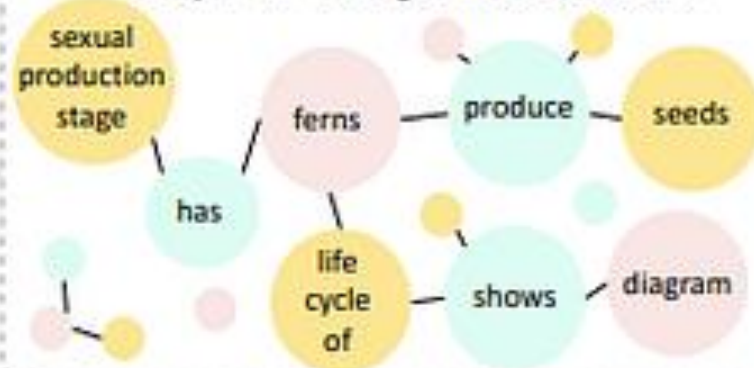 sexual
production
stage
ferns
produce
seeds
has
life
cycle
of
shows
diagram